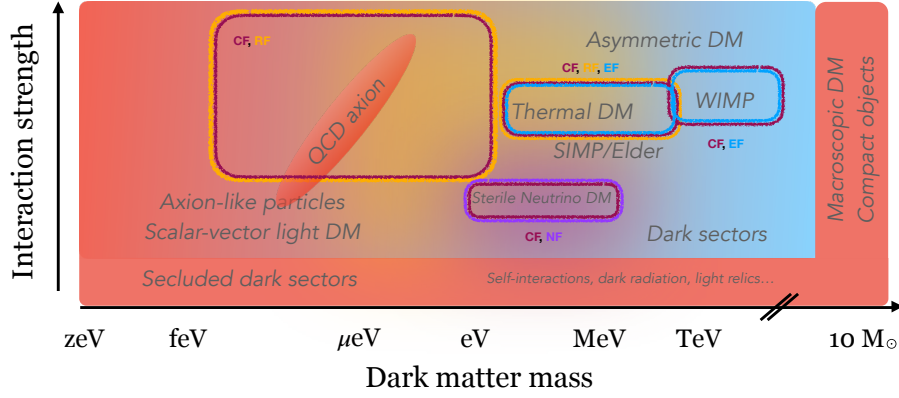 Interaction strength
CF, RF
Asymmetric DM
CF, RF, EF
QCD axion
Thermal DM
WIMP
SIMP/Elder
CF, EF
Axion-like particles
Scalar-vector light DM
Sterile Neutrino DM
CF, NF
Dark sectors
Macroscopic DM
Compact objects
Secluded dark sectors
Self-interactions, dark radiation, light relics...
zeV feV μeV eV MeV TeV 10 M☉
Dark matter mass